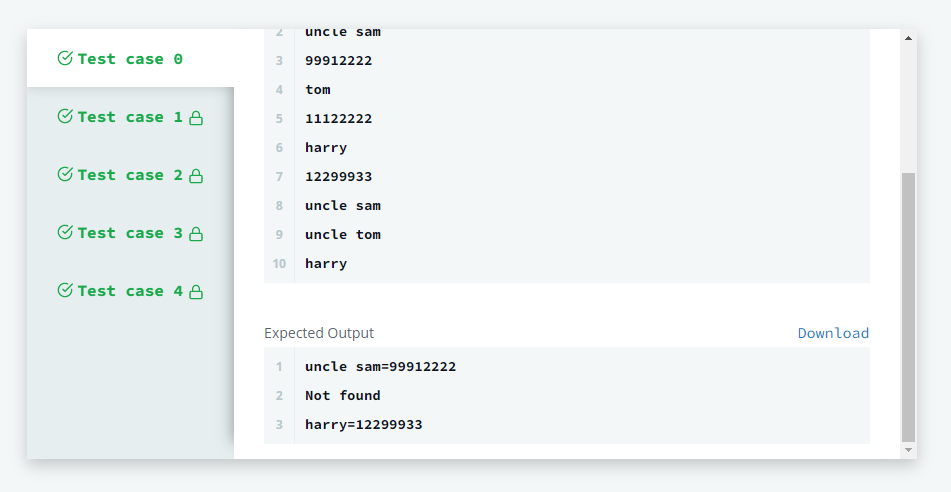 Test case 0
Test case 1
Test case 2
Test case 3
Test case 4
2 uncle sam
3 99912222
4 tom
5 11122222
6 harry
7 12299933
8 uncle sam
9 uncle tom
10 harry
Expected Output Download
1 uncle sam=99912222
2 Not found
3 harry=12299933